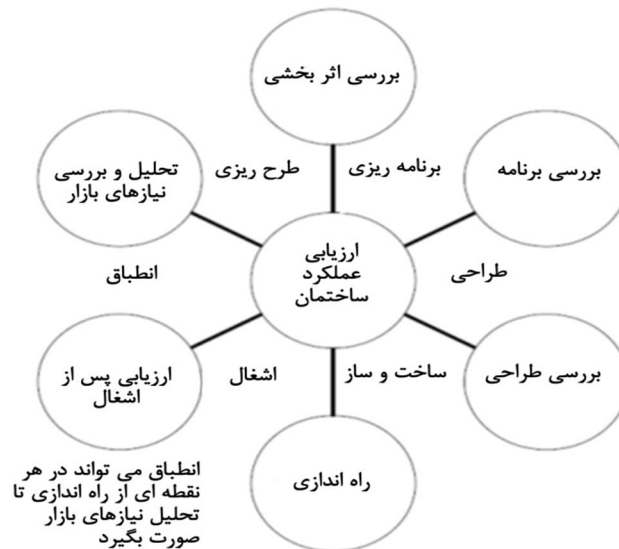 بررسی اثر بخشی
تحلیل و بررسی
نیازهای بازار
طرح ریزی
برنامه ریزی
بررسی برنامه
ارزیابی
عملکرد
ساختمان
انطباق
طراحی
ارزیابی پس از
اشغال
اشغال
ساخت و ساز
بررسی طراحی
راه اندازی
انطباق می تواند در هر
نقطه ای از راه اندازی تا
تحلیل نیازهای بازار
صورت بگیرد